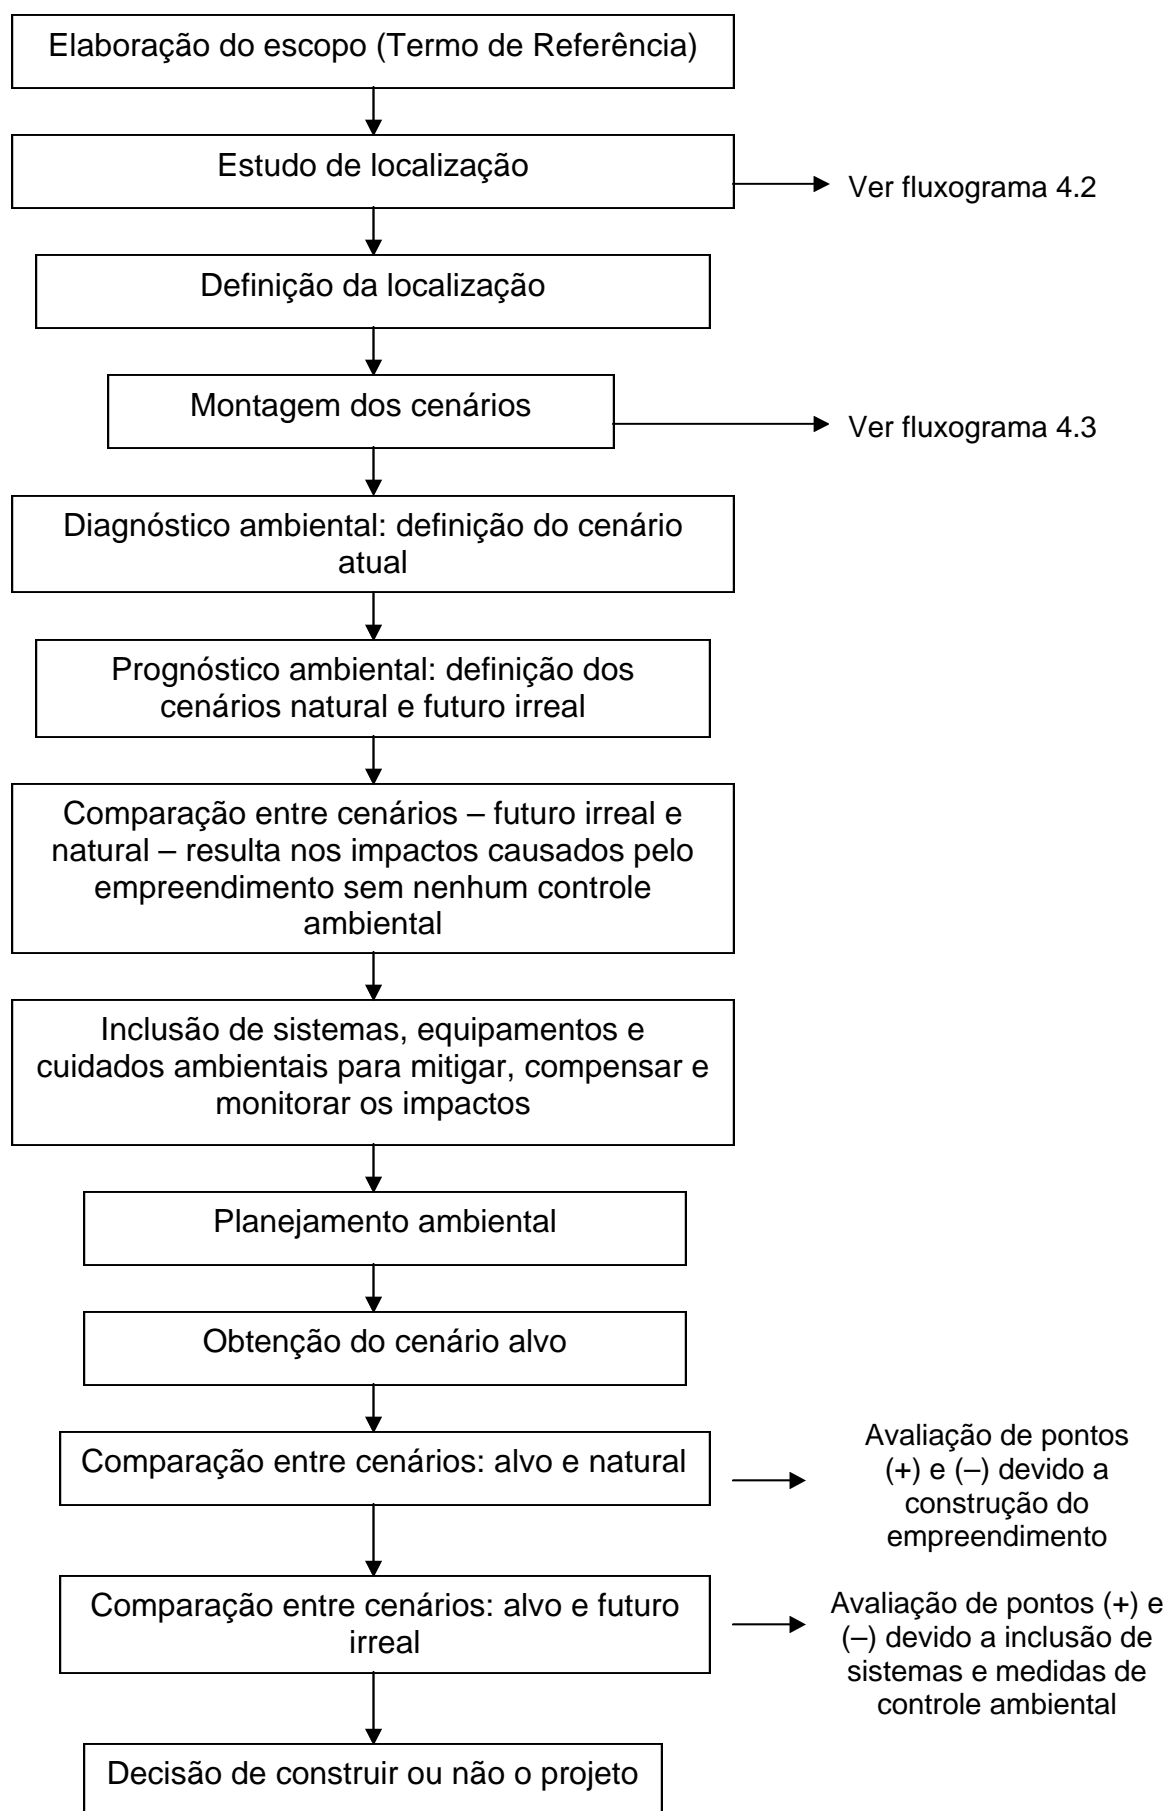 Elaboração do escopo (Termo de Referência)
Estudo de localização
Ver fluxograma 4.2
Definição da localização
Montagem dos cenários
Ver fluxograma 4.3
Diagnóstico ambiental: definição do cenário
atual
Prognóstico ambiental: definição dos
cenários natural e futuro irreal
Comparação entre cenários – futuro irreal e
natural – resulta nos impactos causados pelo
empreendimento sem nenhum controle
ambiental
Inclusão de sistemas, equipamentos e
cuidados ambientais para mitigar, compensar e
monitorar os impactos
Planejamento ambiental
Obtenção do cenário alvo
Comparação entre cenários: alvo e natural
Avaliação de pontos
(+) e (–) devido a
construção do
empreendimento
Comparação entre cenários: alvo e futuro
irreal
Avaliação de pontos (+) e
(–) devido a inclusão de
sistemas e medidas de
controle ambiental
Decisão de construir ou não o projeto